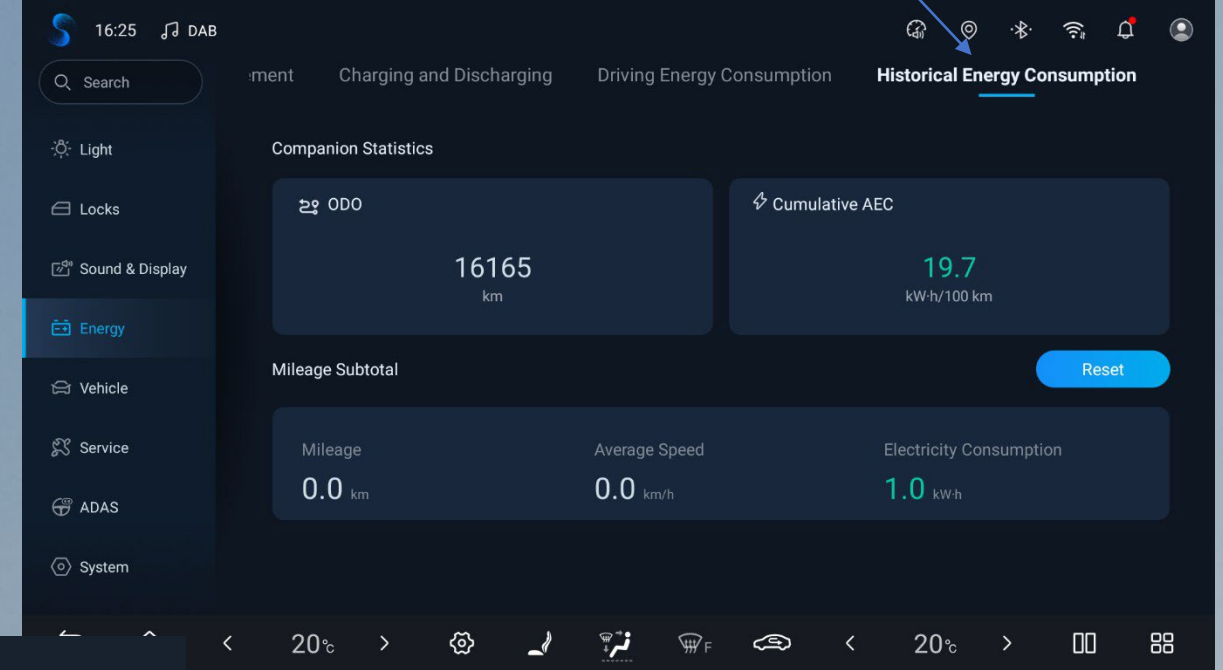 16:25 DAB
Search
ment Charging and Discharging Driving Energy Consumption Historical Energy Consumption
Light
Locks
Sound & Display
Energy
Vehicle
Service
ADAS
System
Companion Statistics
ODO
16165
km
Cumulative AEC
19.7
kW·h/100 km
Mileage Subtotal
Reset
Mileage
0.0 km
Average Speed
0.0 km/h
Electricity Consumption
1.0 kW·h
20°c
F
20°c